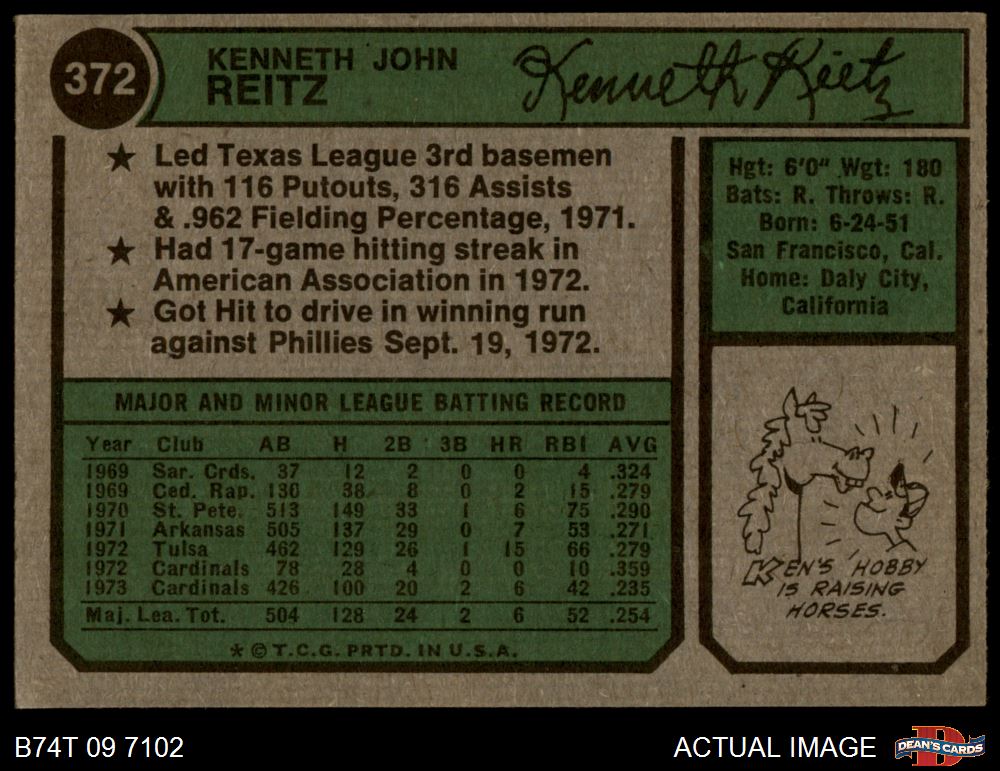 372
KENNETH JOHN
REITZ
Kenneth Reitz
★ Led Texas League 3rd basemen
with 116 Putouts, 316 Assists
& .962 Fielding Percentage, 1971.
★ Had 17-game hitting streak in
American Association in 1972.
★ Got Hit to drive in winning run
against Phillies Sept. 19, 1972.
Hgt: 6'0" Wgt: 180
Bats: R. Throws: R.
Born: 6-24-51
San Francisco, Cal.
Home: Daly City,
California
MAJOR AND MINOR LEAGUE BATTING RECORD
Year Club AB H 2B 3B HR RBI AVG
1969 Sar. Crds. 37 12 2 0 0 4 .324
1969 Ced. Rap. 130 38 8 0 2 15 .279
1970 St. Pete. 513 149 33 1 6 75 .290
1971 Arkansas 505 137 29 0 7 53 .271
1972 Tulsa 462 129 26 1 15 66 .279
1972 Cardinals 78 28 4 0 0 10 .359
1973 Cardinals 426 100 20 2 6 42 .235
Maj. Lea. Tot. 504 128 24 2 6 52 .254
* © T.C.G. PRTD. IN U.S.A.
KEN'S HOBBY
IS RAISING
HORSES.
B74T 09 7102
ACTUAL IMAGE
D
DEAN'S CARDS